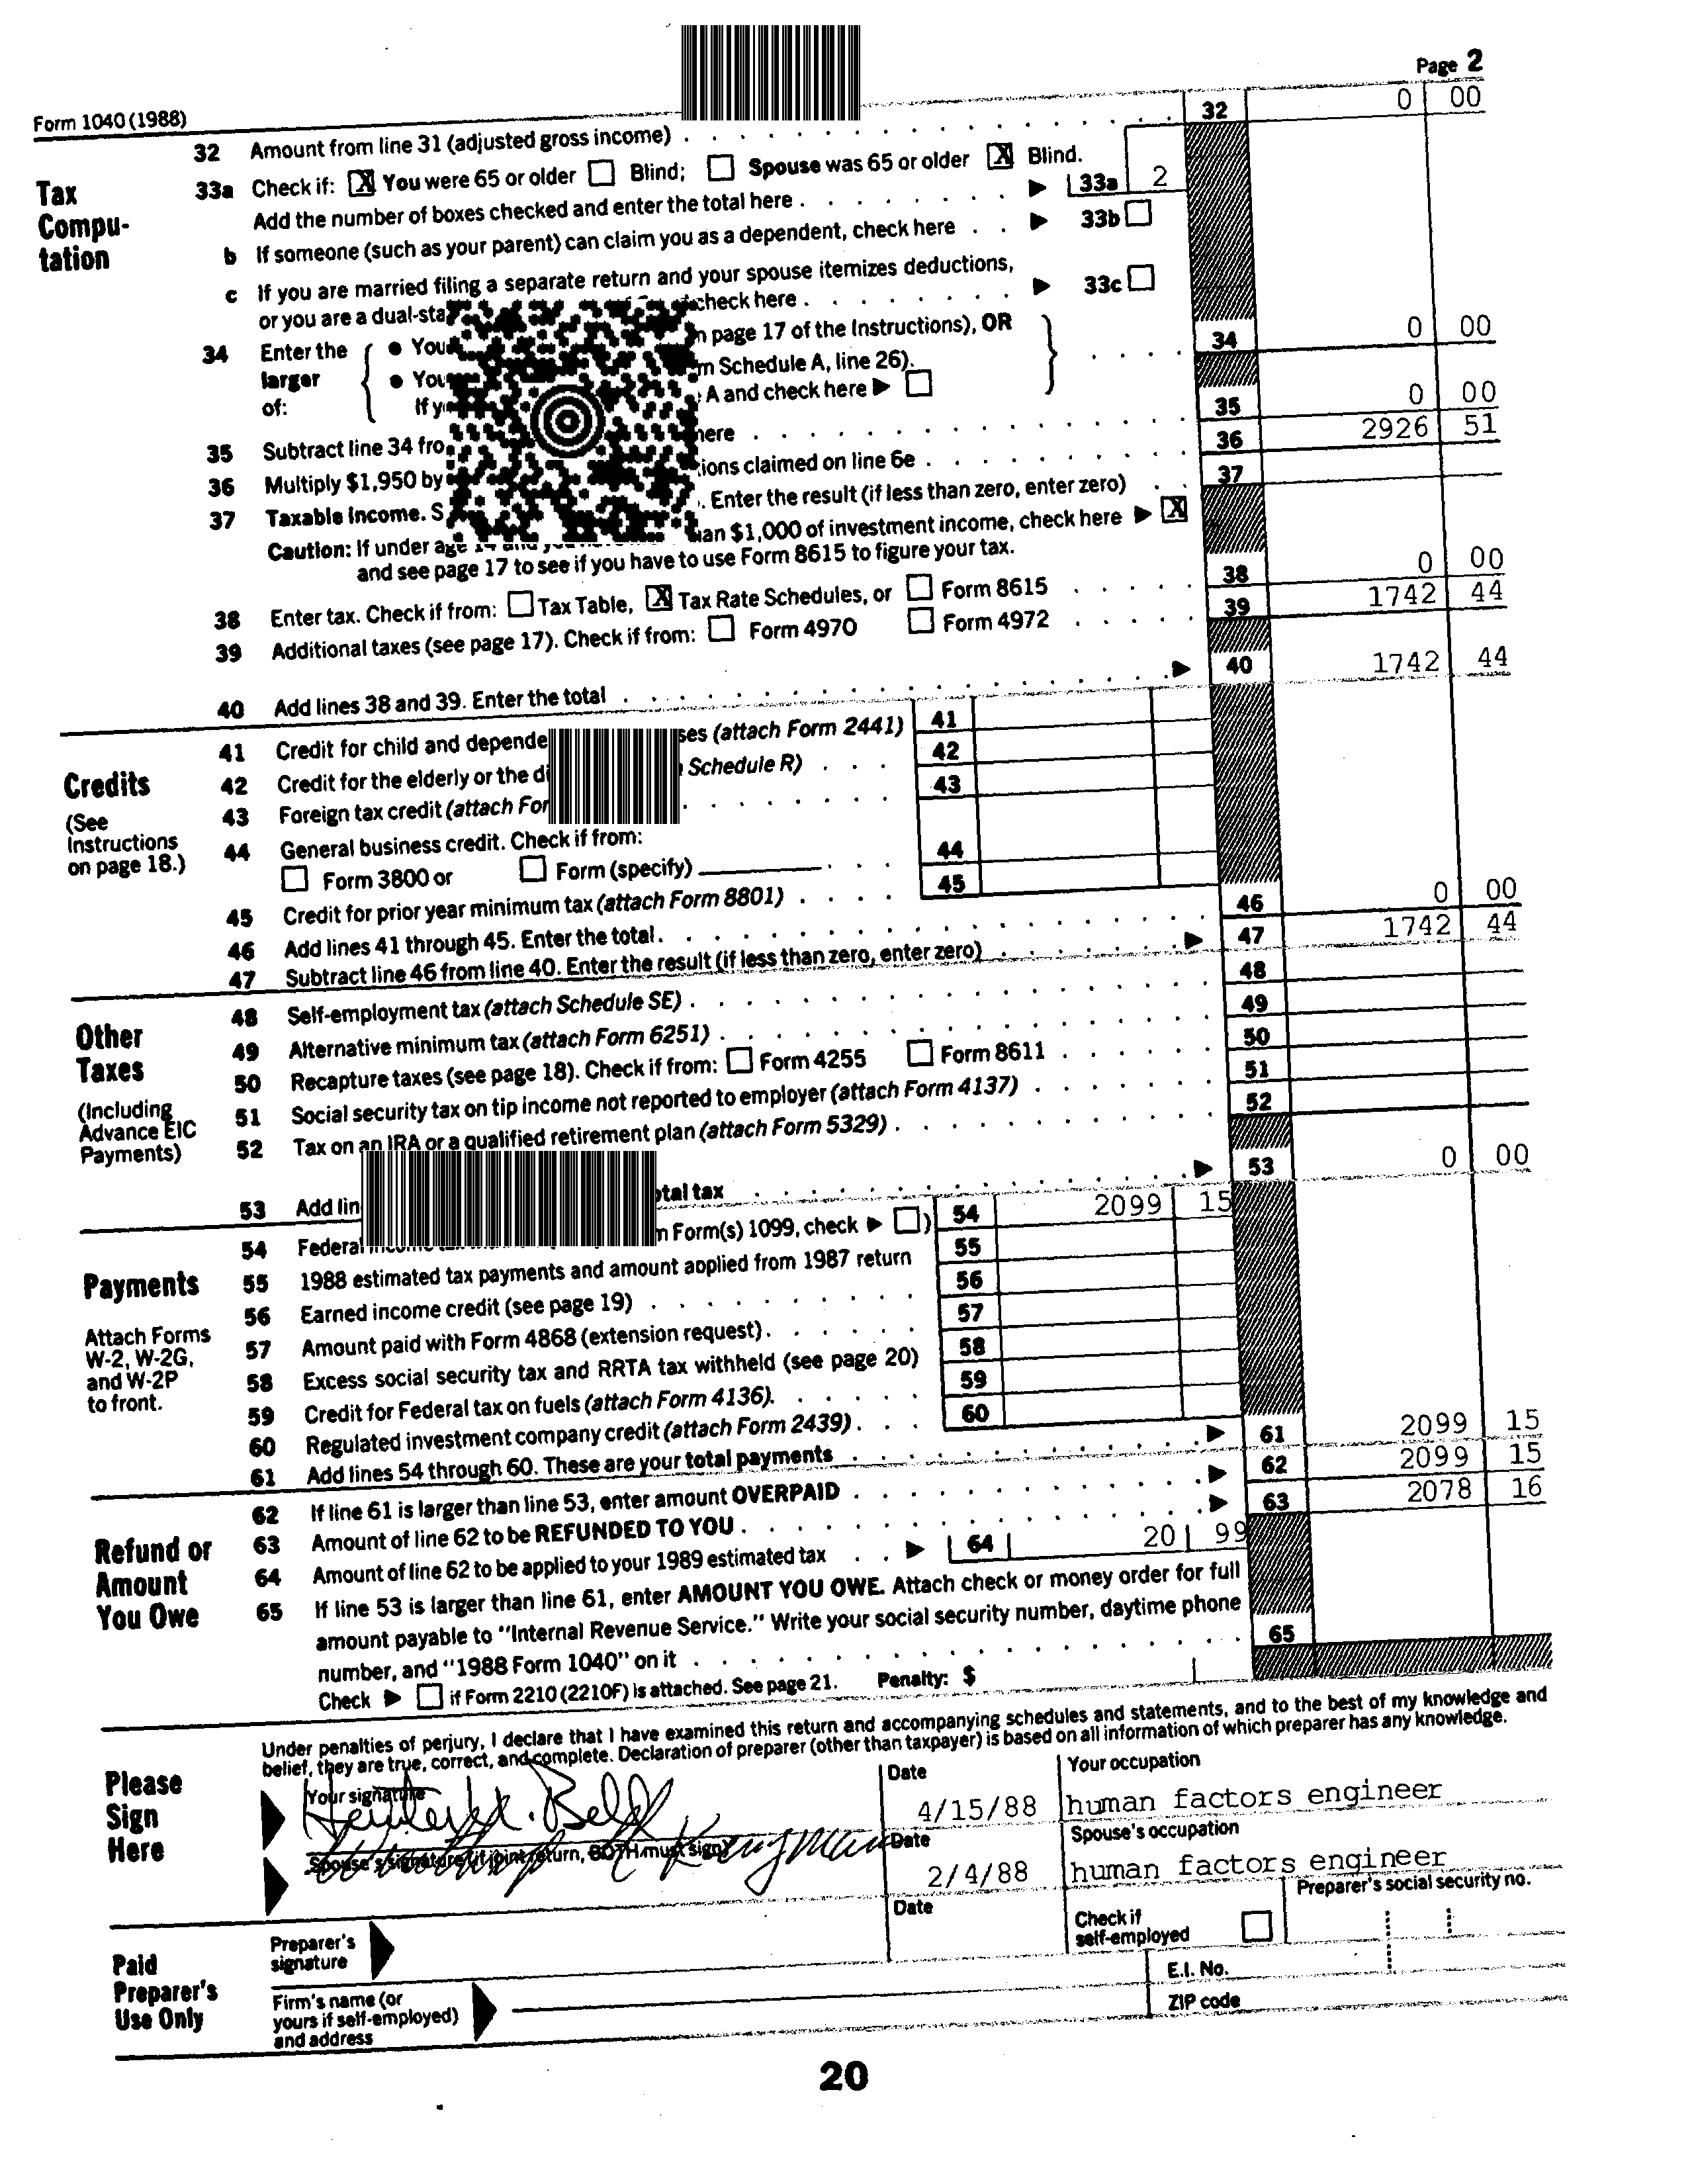 Page 2
Form 1040 (1988)
32 Amount from line 31 (adjusted gross income) 32 0 00
Tax Compu- tation
33a Check if: X You were 65 or older Blind; Spouse was 65 or older X Blind.
Add the number of boxes checked and enter the total here 33a 2
b If someone (such as your parent) can claim you as a dependent, check here 33b
c If you are married filing a separate return and your spouse itemizes deductions,
or you are a dual-sta check here 33c
34 Enter the larger of: 34 0 00
• You page 17 of the Instructions), OR
• You Schedule A, line 26).
If y A and check here
35 Subtract line 34 fro here 35 0 00
36 Multiply $1,950 by claimed on line 6e 36 2926 51
37 Taxable Income. S Enter the result (if less than zero, enter zero) 37
Caution: If under age $1,000 of investment income, check here X
and see page 17 to see if you have to use Form 8615 to figure your tax.
38 Enter tax. Check if from: Tax Table, X Tax Rate Schedules, or Form 8615 38 0 00
39 Additional taxes (see page 17). Check if from: Form 4970 Form 4972 39 1742 44
40 Add lines 38 and 39. Enter the total 40 1742 44
Credits
(See Instructions on page 18.)
41 Credit for child and depende ses (attach Form 2441) 41
42 Credit for the elderly or the di Schedule R) 42
43 Foreign tax credit (attach For 43
44 General business credit. Check if from:
Form 3800 or Form (specify) 44
45 Credit for prior year minimum tax (attach Form 8801) 45
46 Add lines 41 through 45. Enter the total 46 0 00
47 Subtract line 46 from line 40. Enter the result (if less than zero, enter zero) 47 1742 44
Other Taxes
(Including Advance EIC Payments)
48 Self-employment tax (attach Schedule SE) 48
49 Alternative minimum tax (attach Form 6251) 49
50 Recapture taxes (see page 18). Check if from: Form 4255 Form 8611 50
51 Social security tax on tip income not reported to employer (attach Form 4137) 51
52 Tax on an IRA or a qualified retirement plan (attach Form 5329) 52
53 Add lin tax 53 0 00
Payments
Attach Forms W-2, W-2G, and W-2P to front.
54 Federal Form(s) 1099, check ) 54 2099 15
55 1988 estimated tax payments and amount applied from 1987 return 55
56 Earned income credit (see page 19) 56
57 Amount paid with Form 4868 (extension request) 57
58 Excess social security tax and RRTA tax withheld (see page 20) 58
59 Credit for Federal tax on fuels (attach Form 4136) 59
60 Regulated investment company credit (attach Form 2439) 60
61 Add lines 54 through 60. These are your total payments 61 2099 15
Refund or Amount You Owe
62 If line 61 is larger than line 53, enter amount OVERPAID 62 2099 15
63 Amount of line 62 to be REFUNDED TO YOU 63 2078 16
64 Amount of line 62 to be applied to your 1989 estimated tax 64 20 99
65 If line 53 is larger than line 61, enter AMOUNT YOU OWE. Attach check or money order for full
amount payable to "Internal Revenue Service." Write your social security number, daytime phone
number, and "1988 Form 1040" on it 65
Check if Form 2210 (2210F) is attached. See page 21. Penalty: $
Please Sign Here
Under penalties of perjury, I declare that I have examined this return and accompanying schedules and statements, and to the best of my knowledge and
belief, they are true, correct, and complete. Declaration of preparer (other than taxpayer) is based on all information of which preparer has any knowledge.
Your signature Date 4/15/88 Your occupation human factors engineer
Spouse's signature (if joint return, BOTH must sign) Date 2/4/88 Spouse's occupation human factors engineer
Paid Preparer's Use Only
Preparer's signature Date Check if self-employed Preparer's social security no.
Firm's name (or yours if self-employed) and address E.I. No.
ZIP code
20